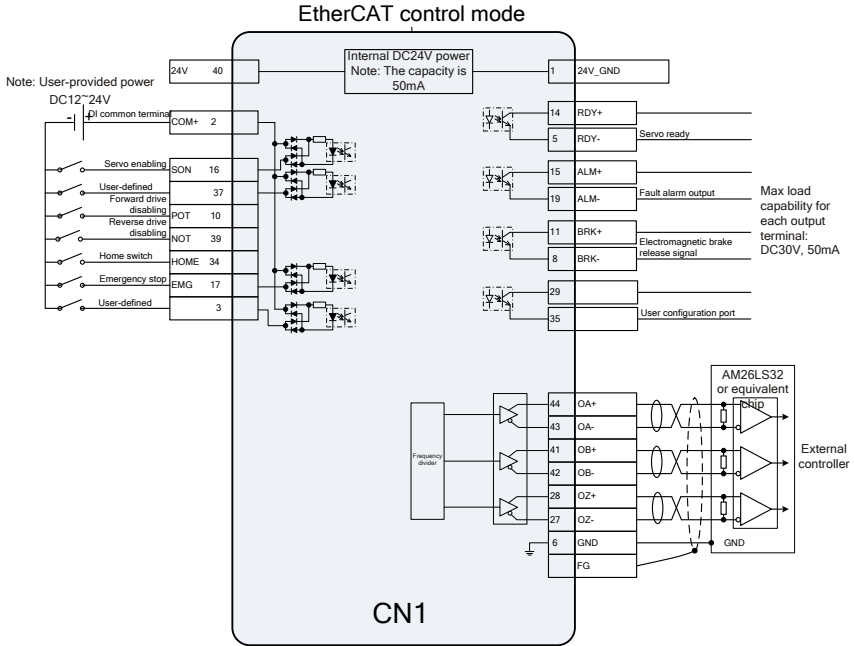 EtherCAT control mode
Internal DC24V power
Note: The capacity is
50mA
24V 40
1 24V_GND
Note: User-provided power
DC12~24V
- +
DI common terminal
COM+ 2
Servo enabling
SON 16
User-defined
37
Forward drive
disabling
POT 10
Reverse drive
disabling
NOT 39
Home switch
HOME 34
Emergency stop
EMG 17
User-defined
3
14 RDY+
5 RDY-
Servo ready
15 ALM+
19 ALM-
Fault alarm output
11 BRK+
8 BRK-
Electromagnetic brake
release signal
29
35
User configuration port
Max load
capability for
each output
terminal:
DC30V, 50mA
AM26LS32
or equivalent
chip
Frequency
divider
44 OA+
43 OA-
41 OB+
42 OB-
28 OZ+
27 OZ-
6 GND
FG
GND
External
controller
CN1